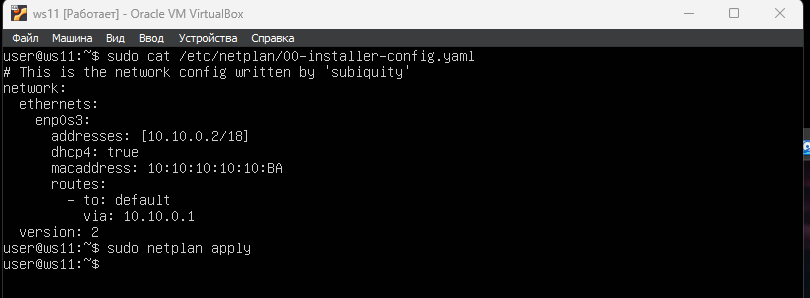 ws11 [Работает] - Oracle VM VirtualBox
Файл Машина Вид Ввод Устройства Справка
user@ws11:~$ sudo cat /etc/netplan/00-installer-config.yaml
# This is the network config written by 'subiquity'
network:
  ethernets:
    enp0s3:
      addresses: [10.10.0.2/18]
      dhcp4: true
      macaddress: 10:10:10:10:10:BA
      routes:
        - to: default
          via: 10.10.0.1
  version: 2
user@ws11:~$ sudo netplan apply
user@ws11:~$